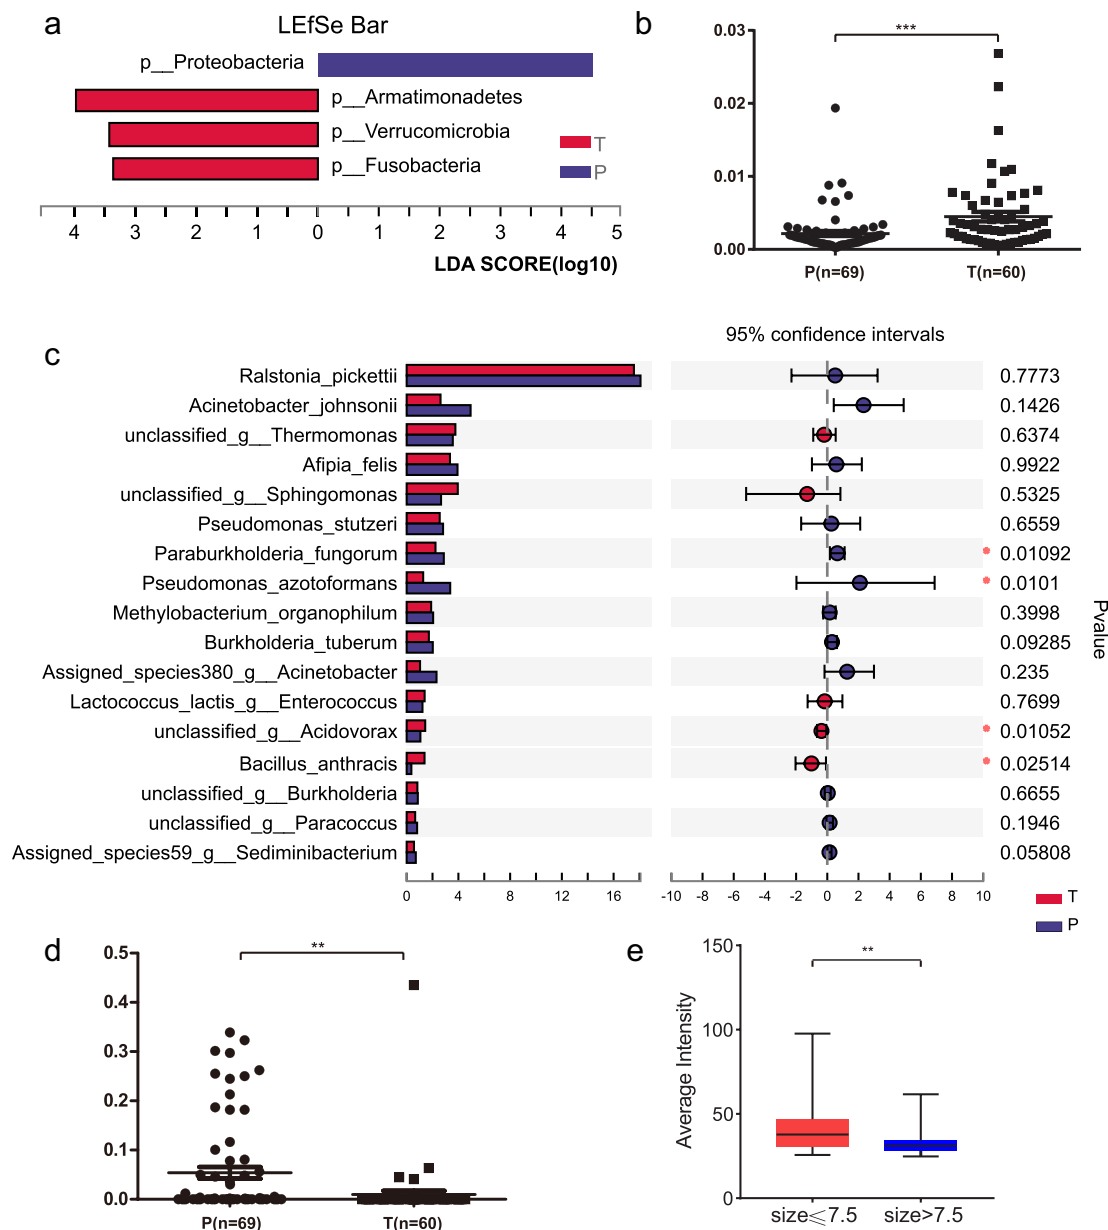 a
LEfSe Bar
p__Proteobacteria
p__Armatimonadetes
p__Verrucomicrobia
p__Fusobacteria
T
P
4 3 2 1 0 1 2 3 4 5
LDA SCORE(log10)
b
***
0.03
0.02
0.01
0.00
P(n=69) T(n=60)
c
95% confidence intervals
Ralstonia_pickettii 0.7773
Acinetobacter_johnsonii 0.1426
unclassified_g__Thermomonas 0.6374
Afipia_felis 0.9922
unclassified_g__Sphingomonas 0.5325
Pseudomonas_stutzeri 0.6559
Paraburkholderia_fungorum * 0.01092
Pseudomonas_azotoformans * 0.0101
Methylobacterium_organophilum 0.3998
Burkholderia_tuberum 0.09285
Assigned_species380_g__Acinetobacter 0.235
Lactococcus_lactis_g__Enterococcus 0.7699
unclassified_g__Acidovorax * 0.01052
Bacillus_anthracis * 0.02514
unclassified_g__Burkholderia 0.6655
unclassified_g__Paracoccus 0.1946
Assigned_species59_g__Sediminibacterium 0.05808
Pvalue
0 4 8 12 16 -10 -8 -6 -4 -2 0 2 4 6 8 10
T
P
d
**
0.5
0.4
0.3
0.2
0.1
0.0
P(n=69) T(n=60)
e
**
Average Intensity
150
100
50
0
size⩽7.5 size>7.5